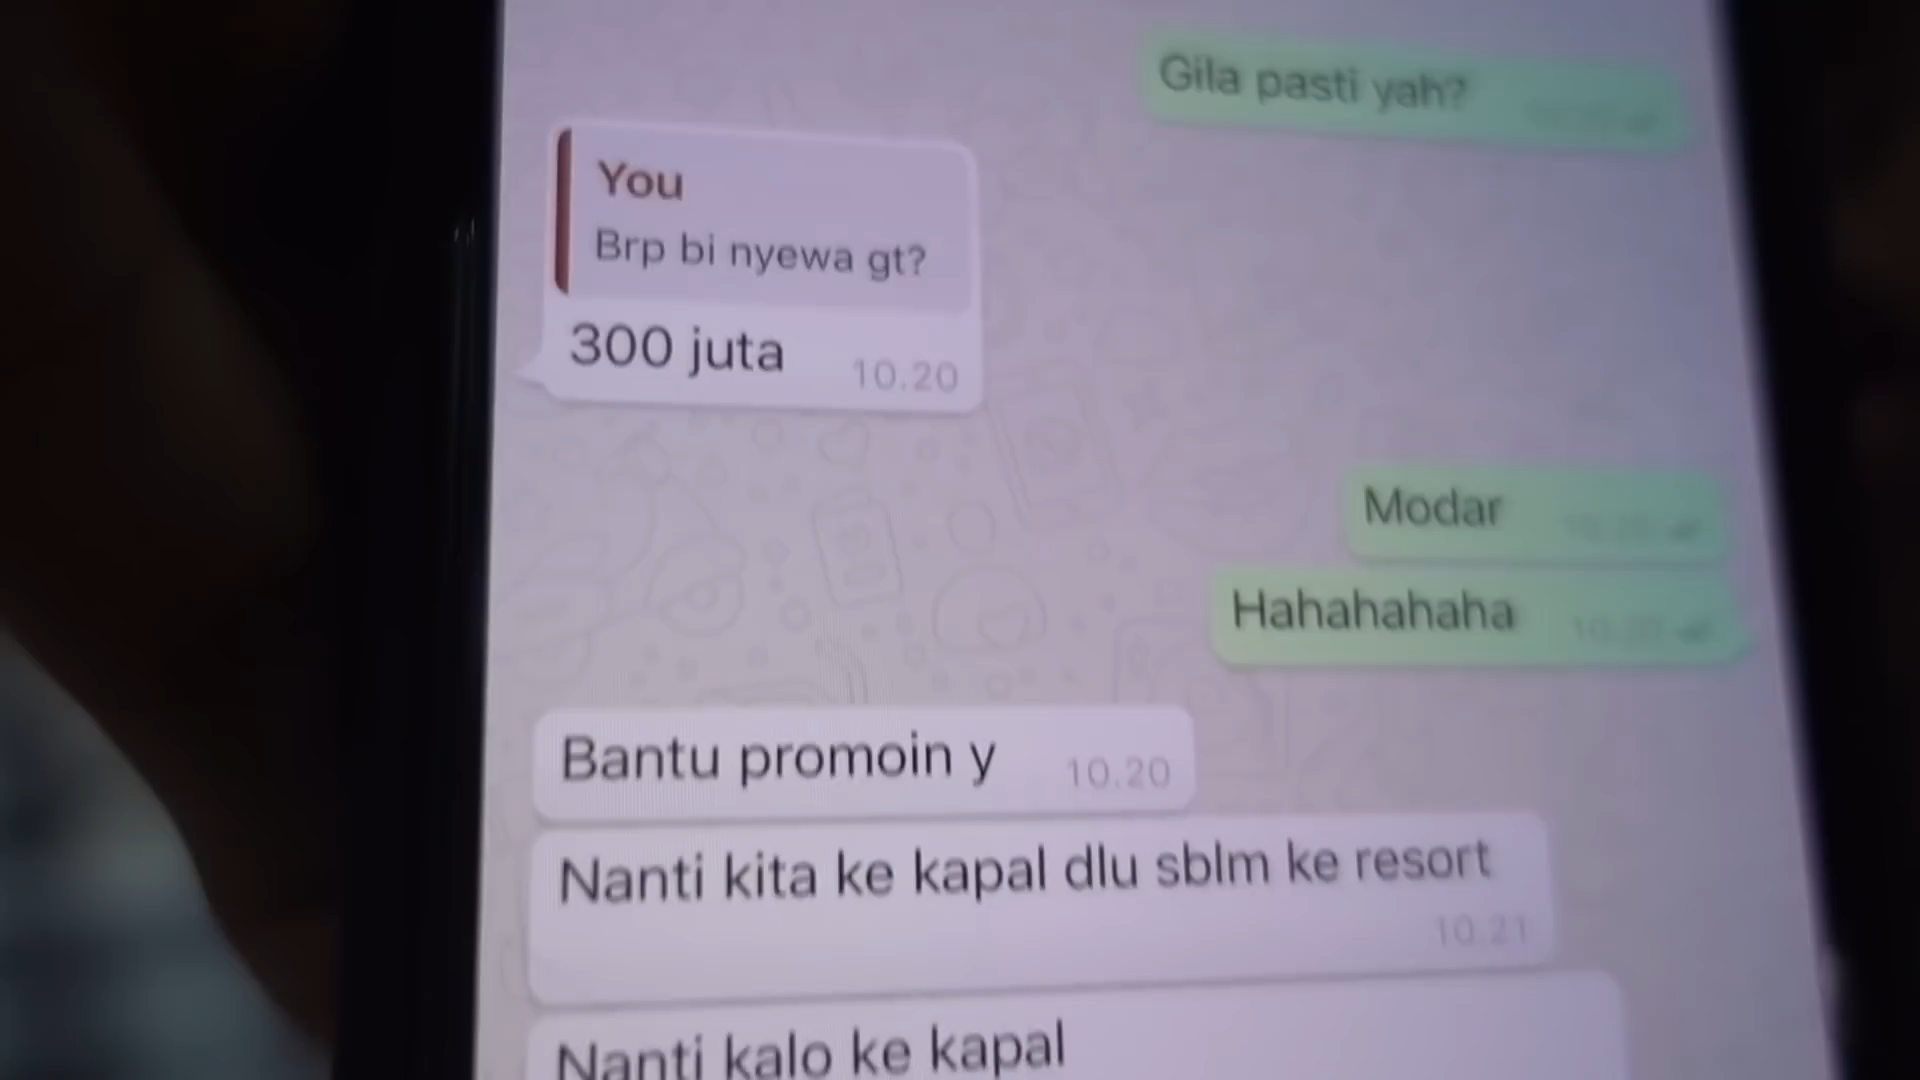 Gila pasti yah?
You
Brp bi nyewa gt?
300 juta
10.20
Modar
Hahahahaha
Bantu promoin y
10.20
Nanti kita ke kapal dlu sblm ke resort
10.21
Nanti kalo ke kapal